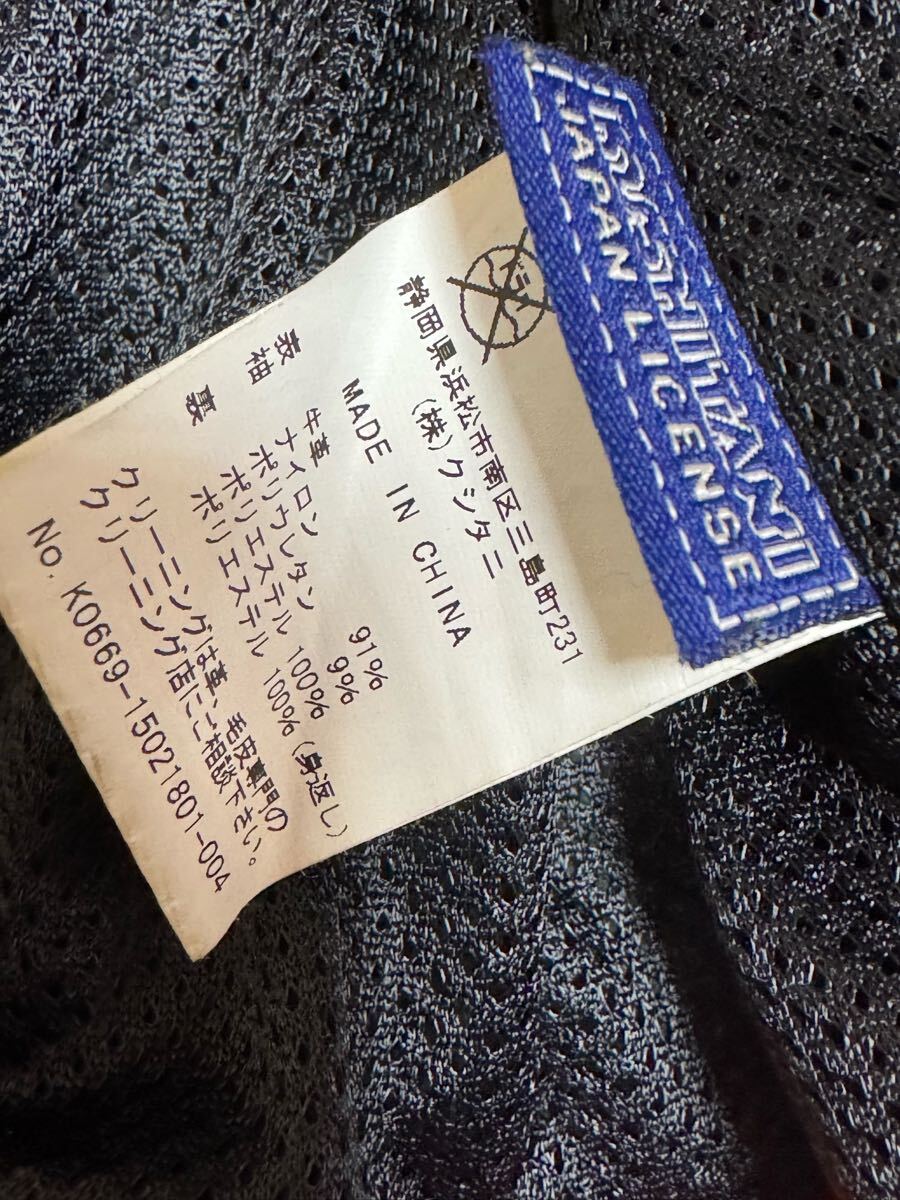 KUSHITANI
JAPAN LICENSE
ドラ
静岡県浜松市南区三島町231
(株)クシタニ
MADE IN CHINA
表 牛革
袖 ナイロン 91%
ポリウレタン 9%
裏 ポリエステル 100%
ポリエステル 100%(身返し)
クリーニングは革、毛皮専門の
クリーニング店にご相談下さい。
No. K0669-15021801-004